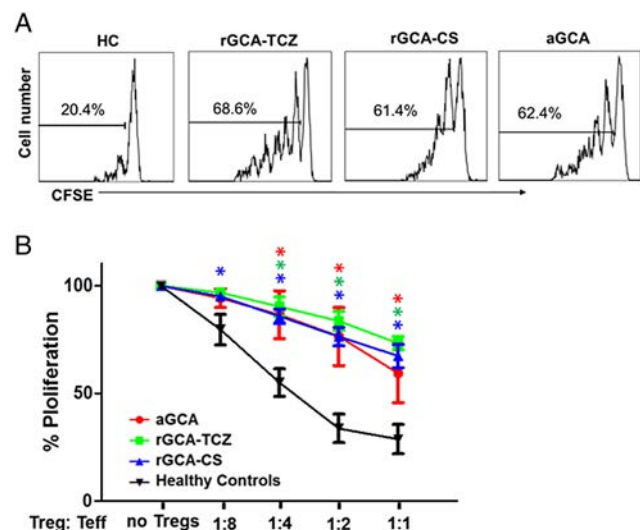 A
HC rGCA-TCZ rGCA-CS aGCA
Cell number
20.4% 68.6% 61.4% 62.4%
CFSE
B
* * * *
* * *
* * *
100
50
0
% Ploliferation
aGCA
rGCA-TCZ
rGCA-CS
Healthy Controls
Treg: Teff no Tregs 1:8 1:4 1:2 1:1